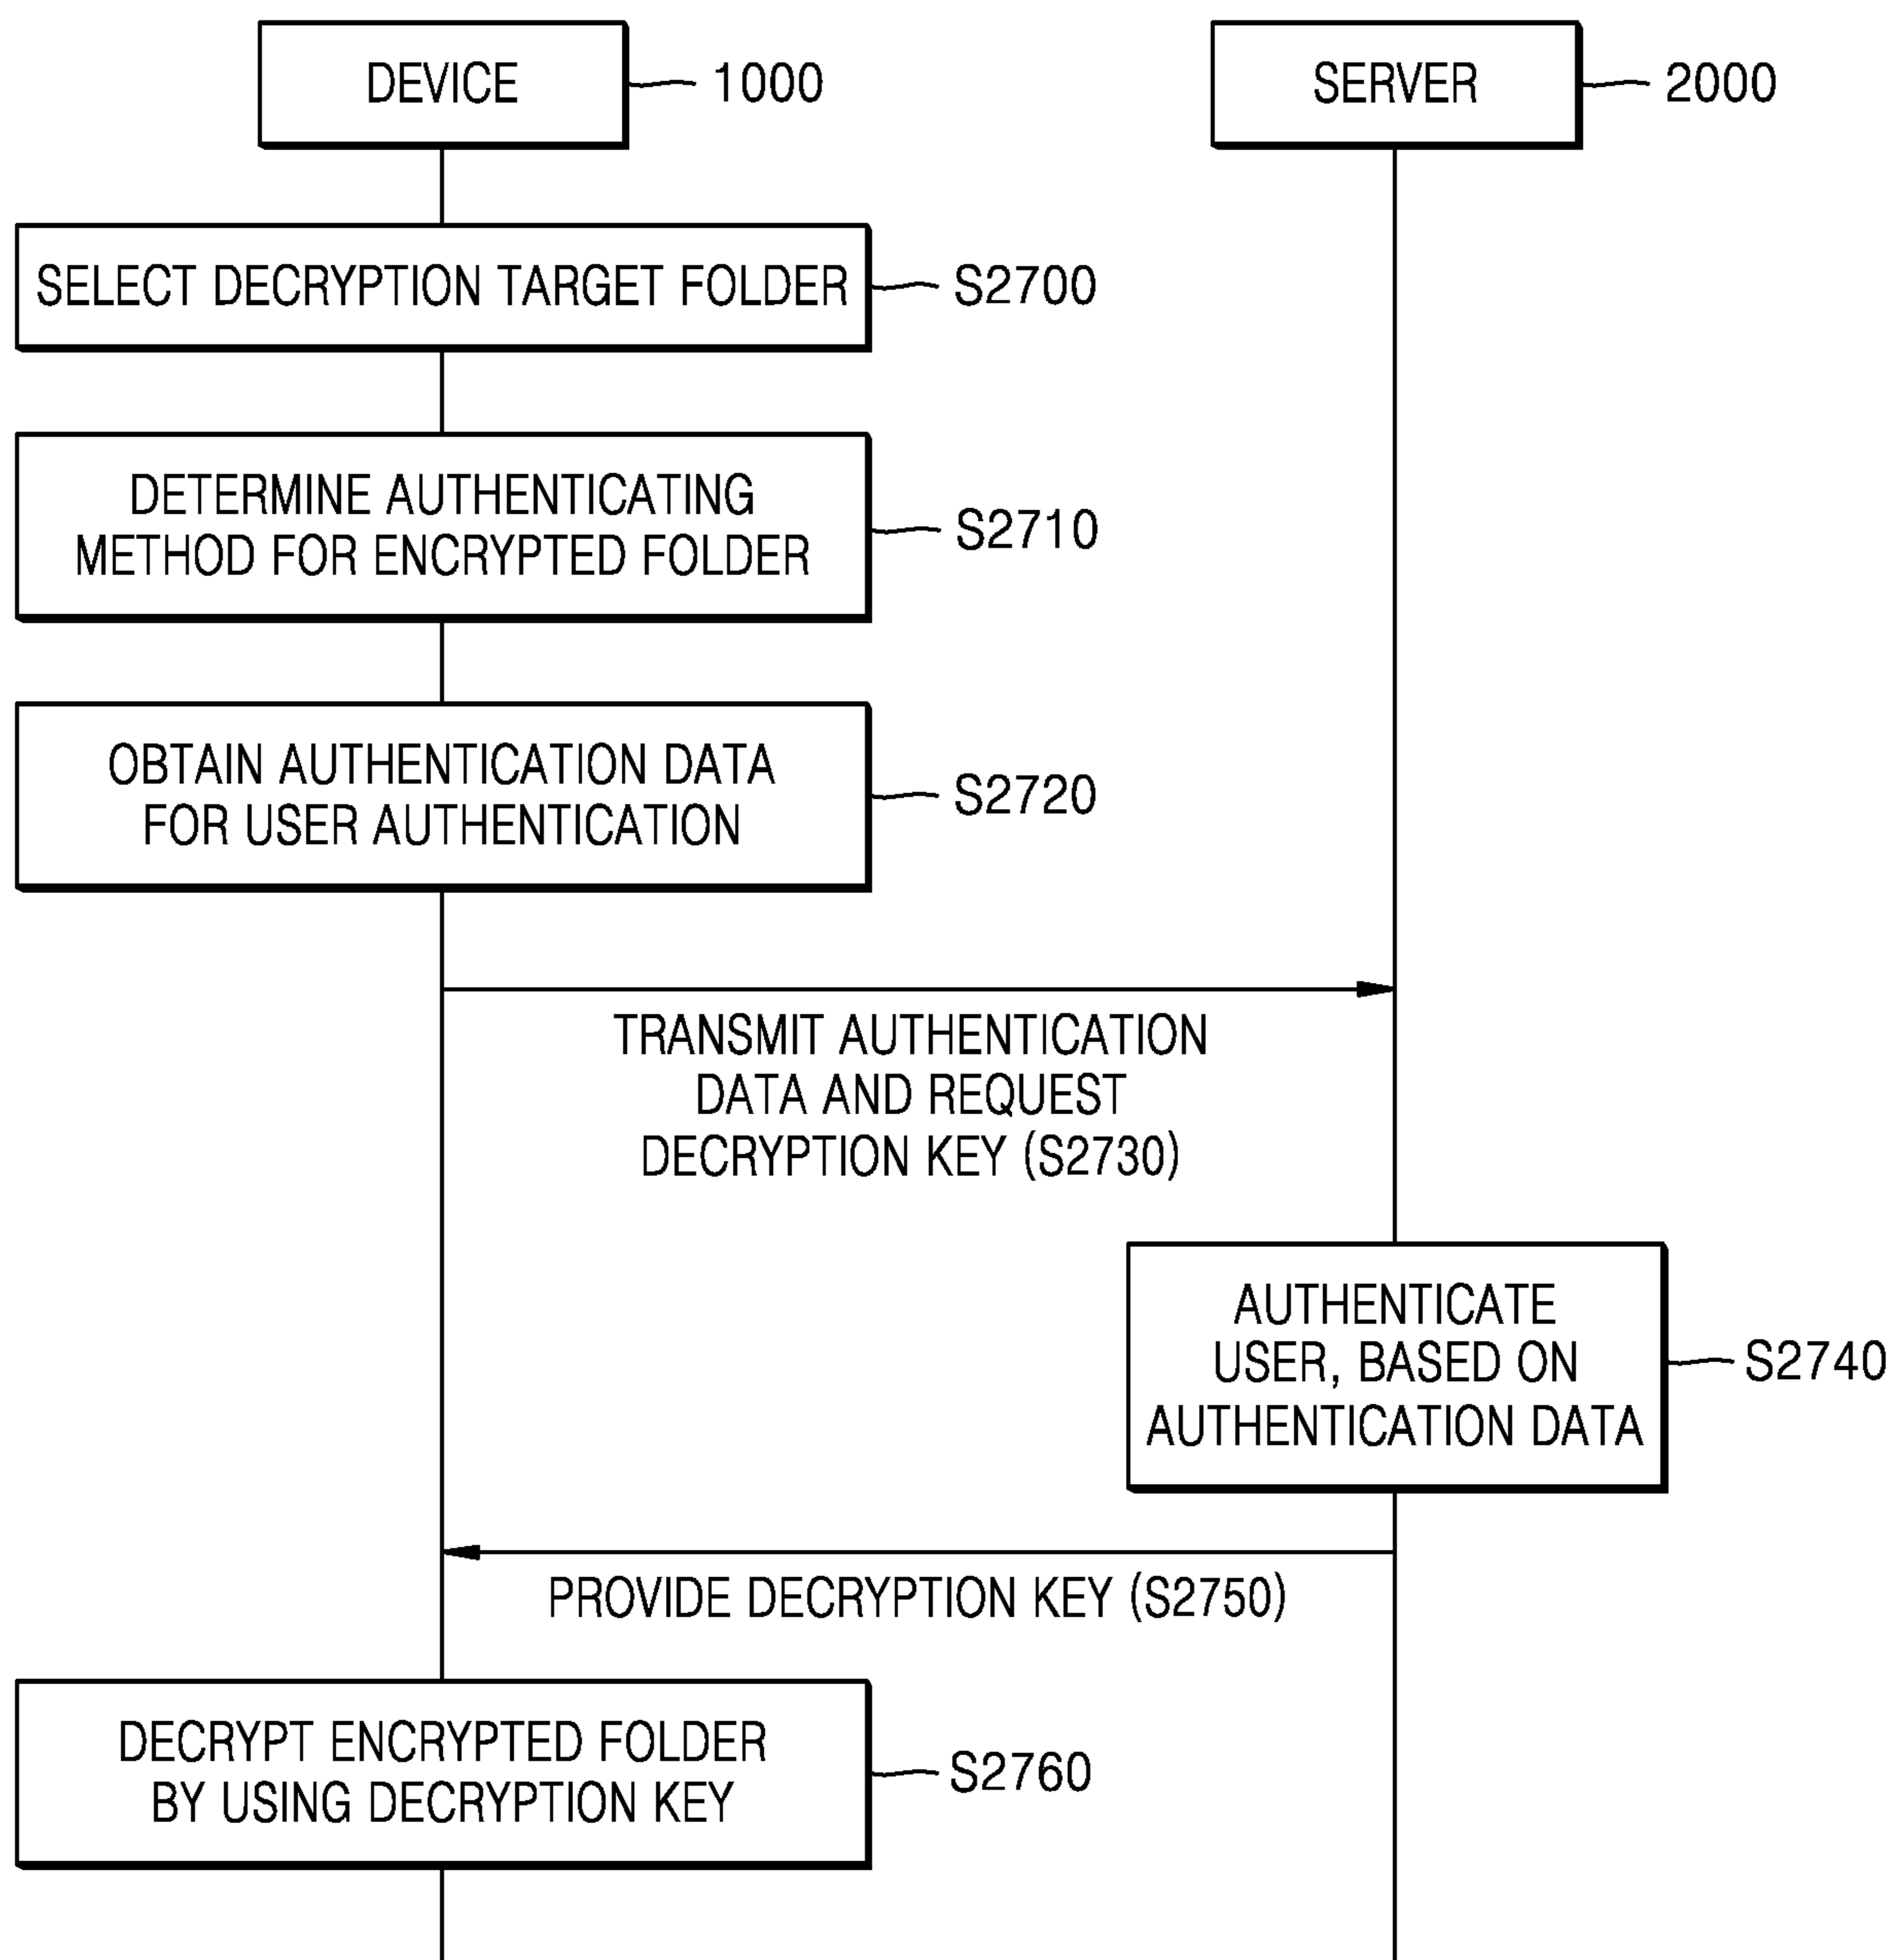 DEVICE
1000
SERVER
2000
SELECT DECRYPTION TARGET FOLDER
S2700
DETERMINE AUTHENTICATING
METHOD FOR ENCRYPTED FOLDER
S2710
OBTAIN AUTHENTICATION DATA
FOR USER AUTHENTICATION
S2720
TRANSMIT AUTHENTICATION
DATA AND REQUEST
DECRYPTION KEY (S2730)
AUTHENTICATE
USER, BASED ON
AUTHENTICATION DATA
S2740
PROVIDE DECRYPTION KEY (S2750)
DECRYPT ENCRYPTED FOLDER
BY USING DECRYPTION KEY
S2760